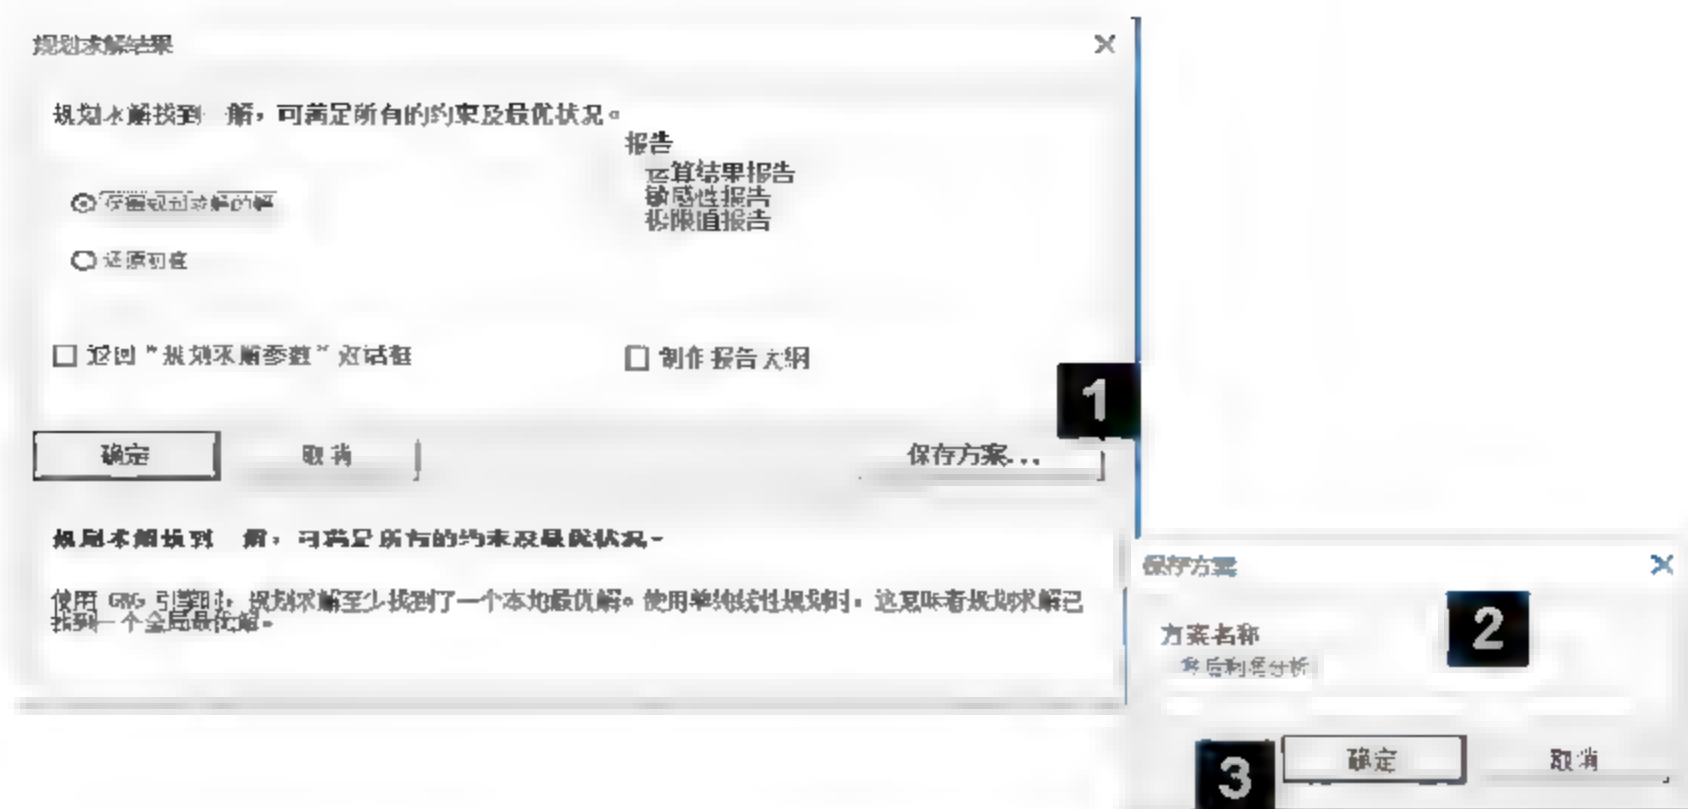 规划求解结果
规划求解找到一解，可满足所有的约束及最优状况。
报告
运算结果报告
敏感性报告
极限值报告
保留规划求解的解
还原初值
返回“规划求解参数”对话框
制作报告大纲
1
确定
取消
保存方案...
规划求解找到一解，可满足所有的约束及最优状况。
使用 GRG 引擎时，规划求解至少找到了一个本地最优解。使用单纯线性规划时，这意味着规划求解已
找到一个全局最优解。
保存方案
2
方案名称
利润分析
3
确定
取消